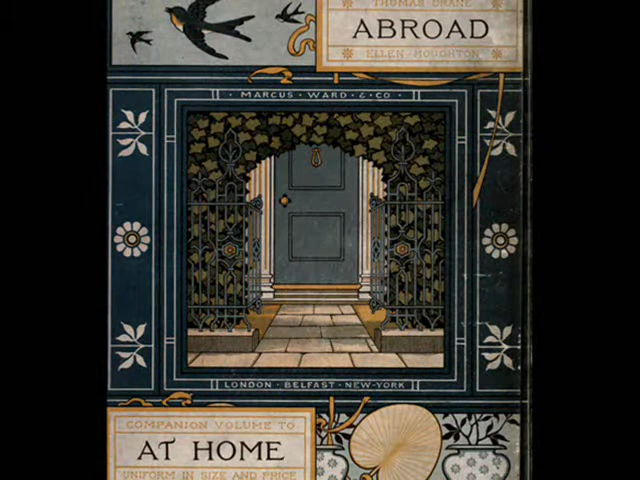 THOMAS CRANE
ABROAD
ELLEN HOUGHTON
MARCUS · WARD · & · CO ·
LONDON · BELFAST · NEW-YORK
COMPANION VOLUME TO
AT HOME
UNIFORM IN SIZE AND PRICE